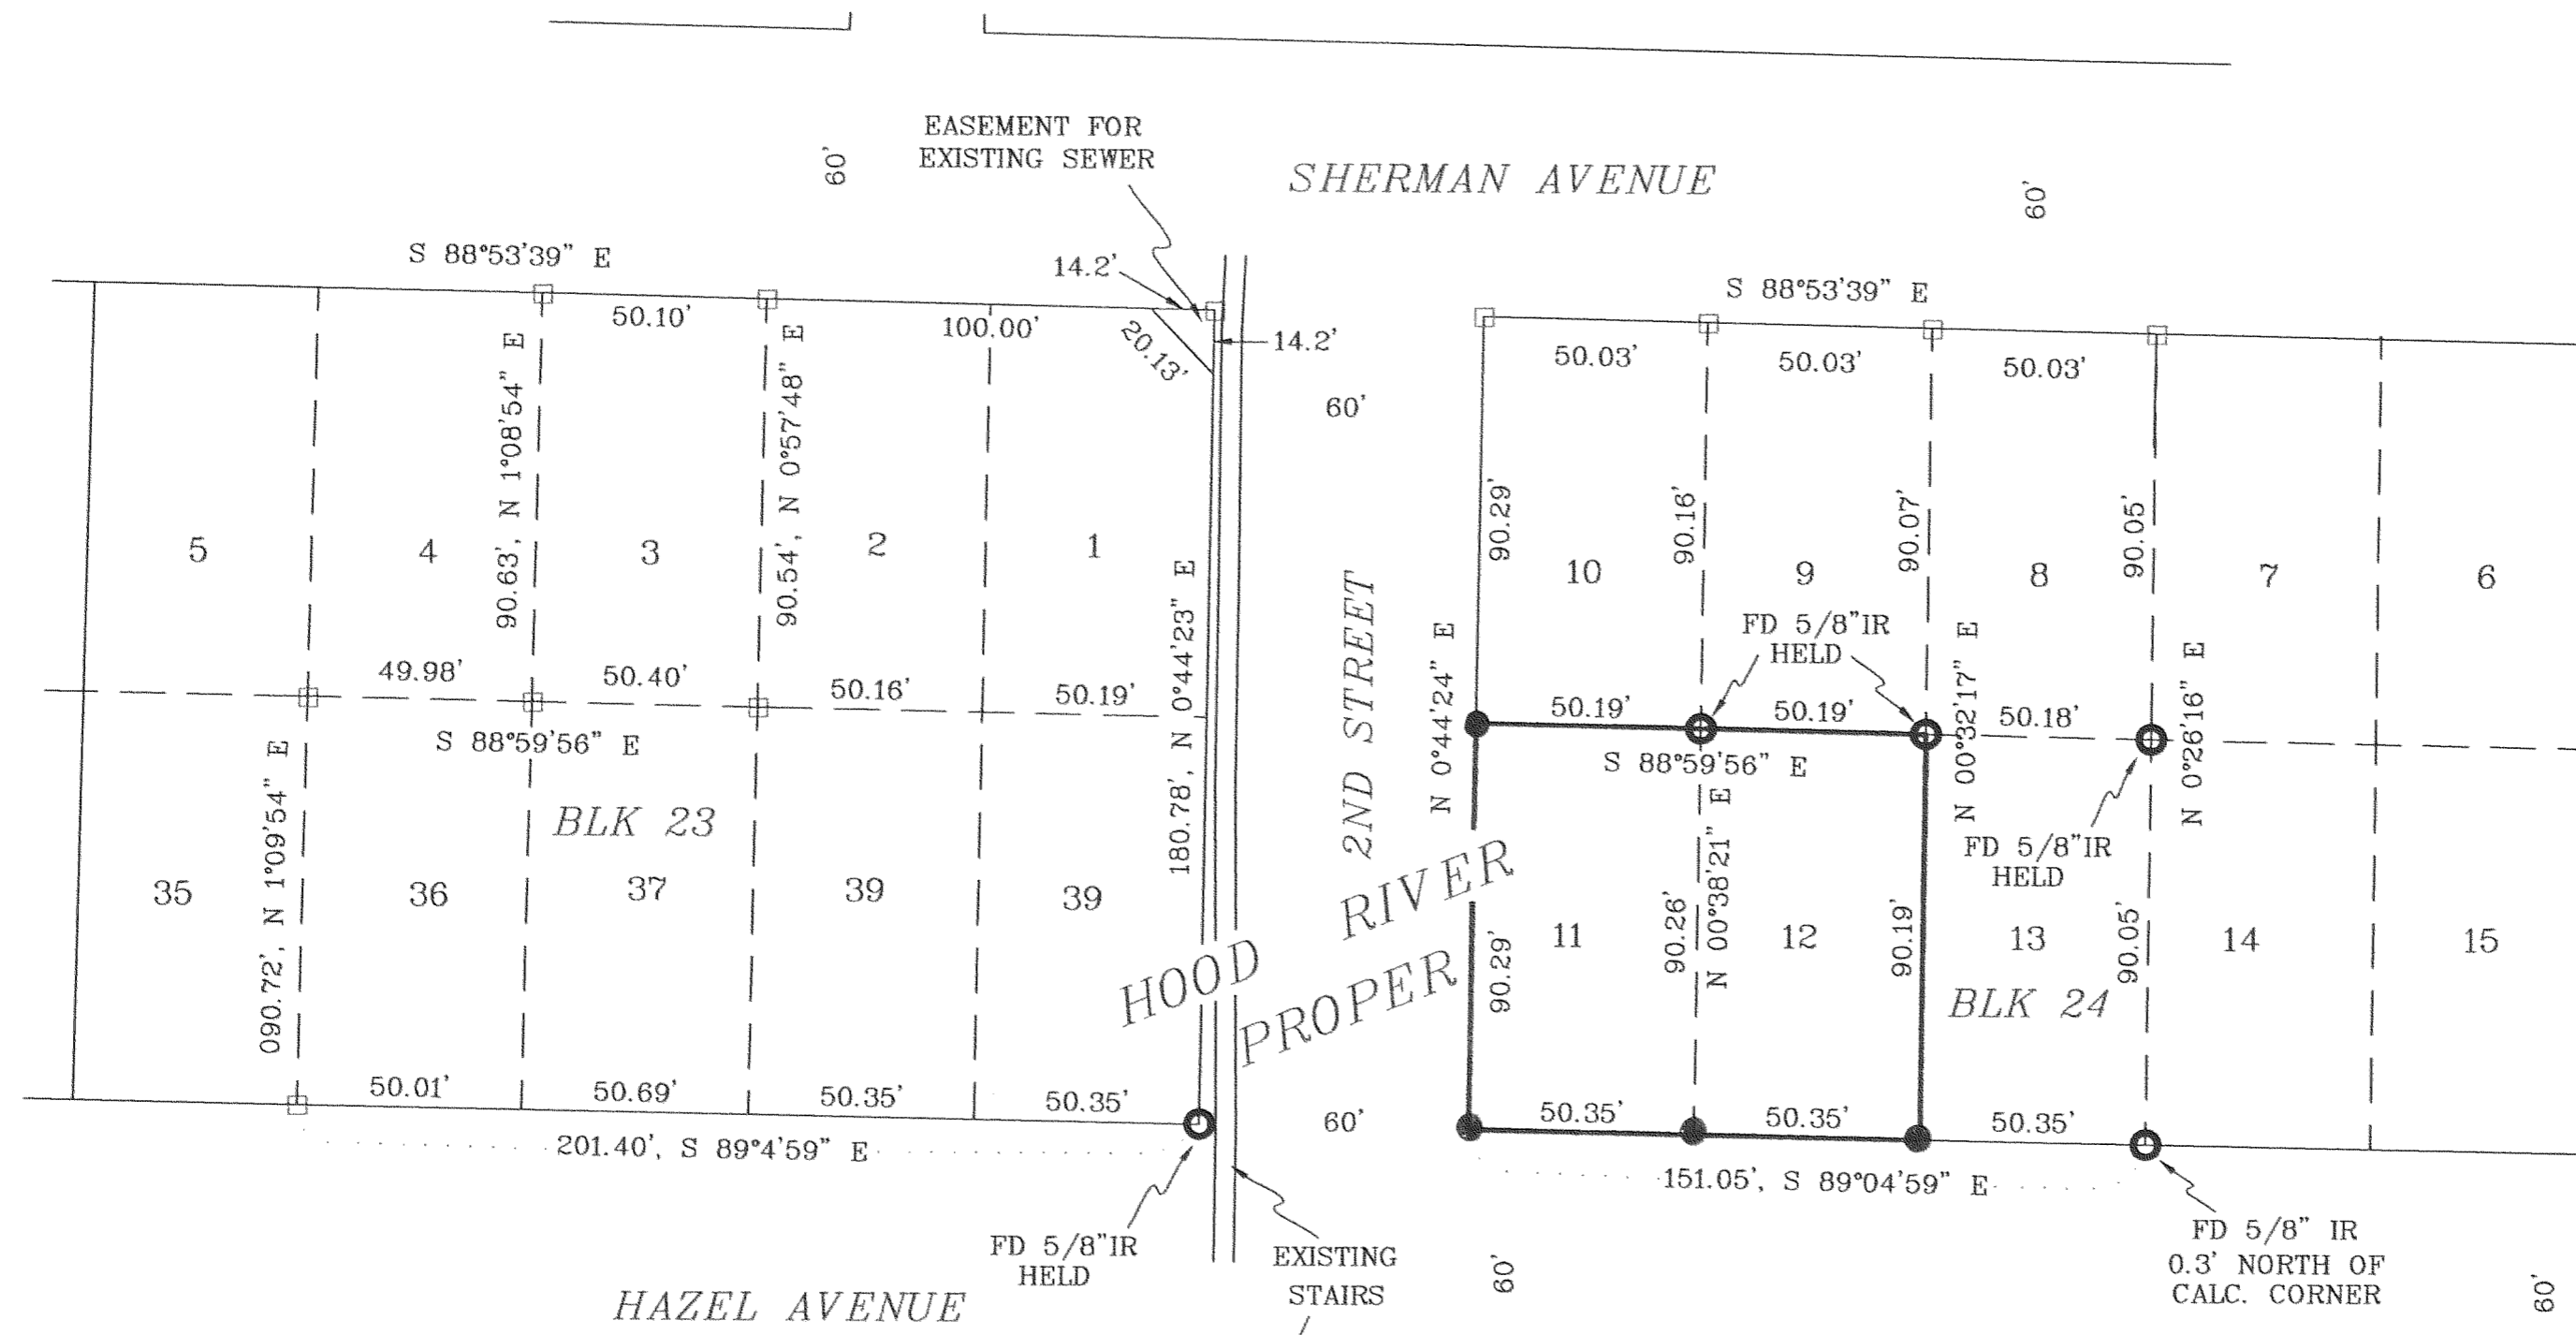 EASEMENT FOR
EXISTING SEWER
60'
SHERMAN AVENUE
60'
S 88°53'39" E
14.2'
S 88°53'39" E
50.10'
100.00'
20.13'
14.2'
50.03'
50.03'
50.03'
60'
90.63', N 1°08'54" E
90.54', N 0°57'48" E
90.29'
90.16'
90.07'
90.05'
5
4
3
2
1
10
9
8
7
6
180.78', N 0°44'23" E
2ND STREET
N 0°44'24" E
FD 5/8"IR
HELD
N 00°32'17" E
N 0°26'16" E
49.98'
50.40'
50.16'
50.19'
50.19'
50.19'
50.18'
S 88°59'56" E
S 88°59'56" E
090.72', N 1°09'54" E
BLK 23
FD 5/8"IR
HELD
35
36
37
39
39
HOOD RIVER
PROPER
11
12
13
14
15
90.29'
90.26'
N 00°38'21" E
90.19'
90.05'
BLK 24
50.01'
50.69'
50.35'
50.35'
60'
50.35'
50.35'
50.35'
201.40', S 89°4'59" E
151.05', S 89°04'59" E
FD 5/8"IR
HELD
EXISTING
STAIRS
60'
FD 5/8" IR
0.3' NORTH OF
CALC. CORNER
60'
HAZEL AVENUE